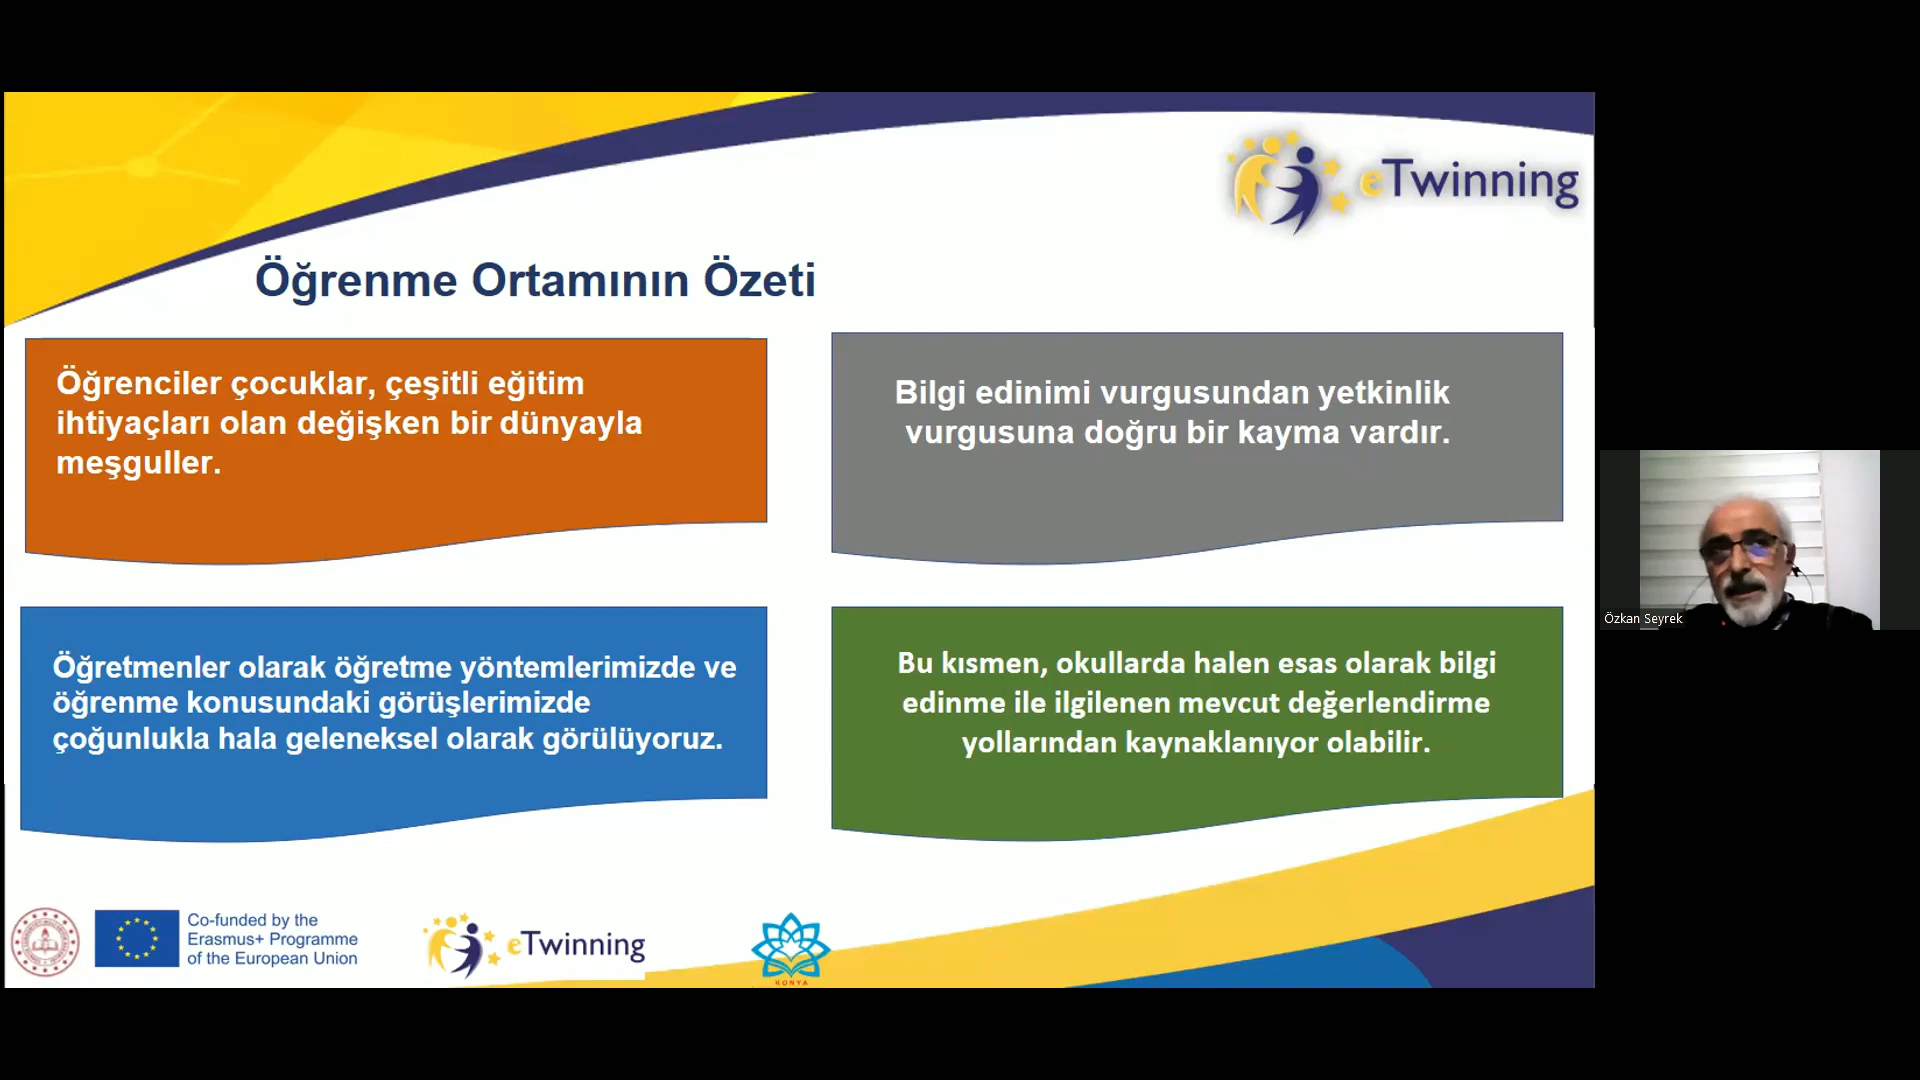 eTwinning
Öğrenme Ortamının Özeti
Öğrenciler çocuklar, çeşitli eğitim
ihtiyaçları olan değişken bir dünyayla
meşguller.
Bilgi edinimi vurgusundan yetkinlik
vurgusuna doğru bir kayma vardır.
Öğretmenler olarak öğretme yöntemlerimizde ve
öğrenme konusundaki görüşlerimizde
çoğunlukla hala geleneksel olarak görülüyoruz.
Bu kısmen, okullarda halen esas olarak bilgi
edinme ile ilgilenen mevcut değerlendirme
yollarından kaynaklanıyor olabilir.
Özkan Seyrek
Co-funded by the
Erasmus+ Programme
of the European Union
eTwinning
KONYA